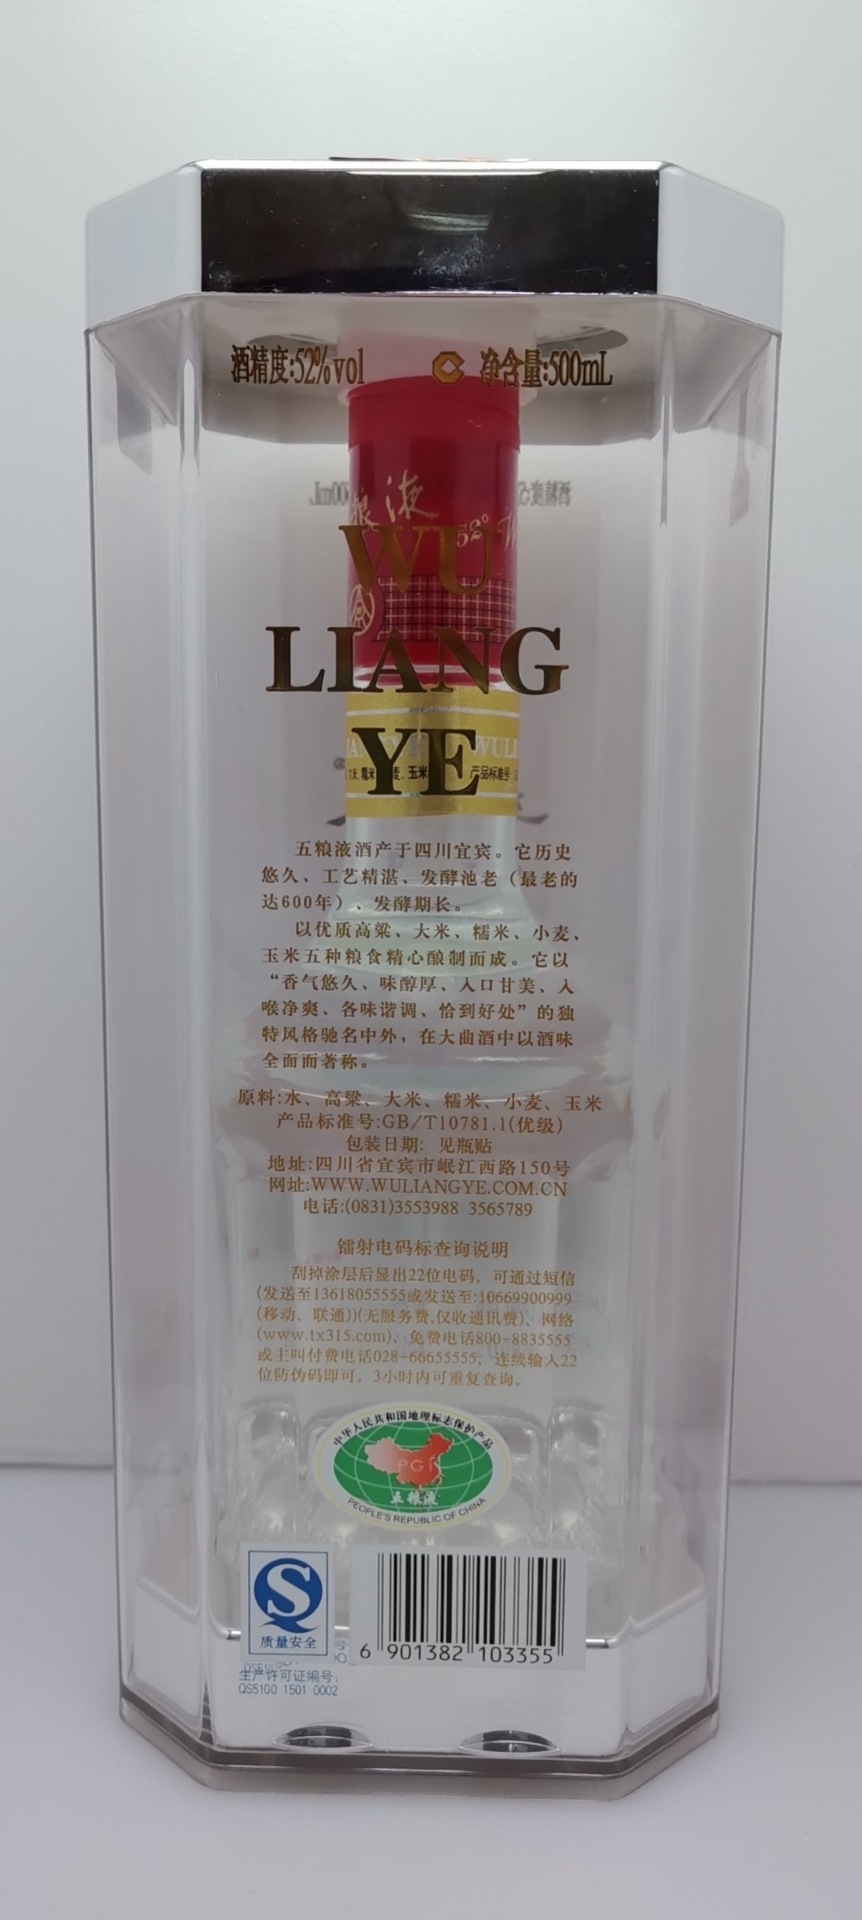 酒精度:52%vol 净含量:500mL
粮液
52°
WU
LIANG
YE
WUL
玉米 产品标准号
五粮液酒产于四川宜宾。它历史
悠久、工艺精湛、发酵池老（最老的
达600年）、发酵期长。
以优质高粱、大米、糯米、小麦、
玉米五种粮食精心酿制而成。它以
“香气悠久、味醇厚、入口甘美、入
喉净爽、各味谐调、恰到好处”的独
特风格驰名中外，在大曲酒中以酒味
全面而著称。
原料:水、高粱、大米、糯米、小麦、玉米
产品标准号:GB/T10781.1(优级)
包装日期: 见瓶贴
地址:四川省宜宾市岷江西路150号
网址:WWW.WULIANGYE.COM.CN
电话:(0831)3553988 3565789
镭射电码标查询说明
刮掉涂层后显出22位电码，可通过短信
(发送至13618055555或发送至:10669900999
(移动、联通))(无服务费,仅收通讯费)、网络
(www.tx315.com)、免费电话800-8835555
或主叫付费电话028-66655555，连续输入22
位防伪码即可。3小时内可重复查询。
中华人民共和国地理标志保护产品
PGI
五粮液
PEOPLE'S REPUBLIC OF CHINA
质量安全
6 901382 103355
生产许可证编号:
QS5100 1501 0002